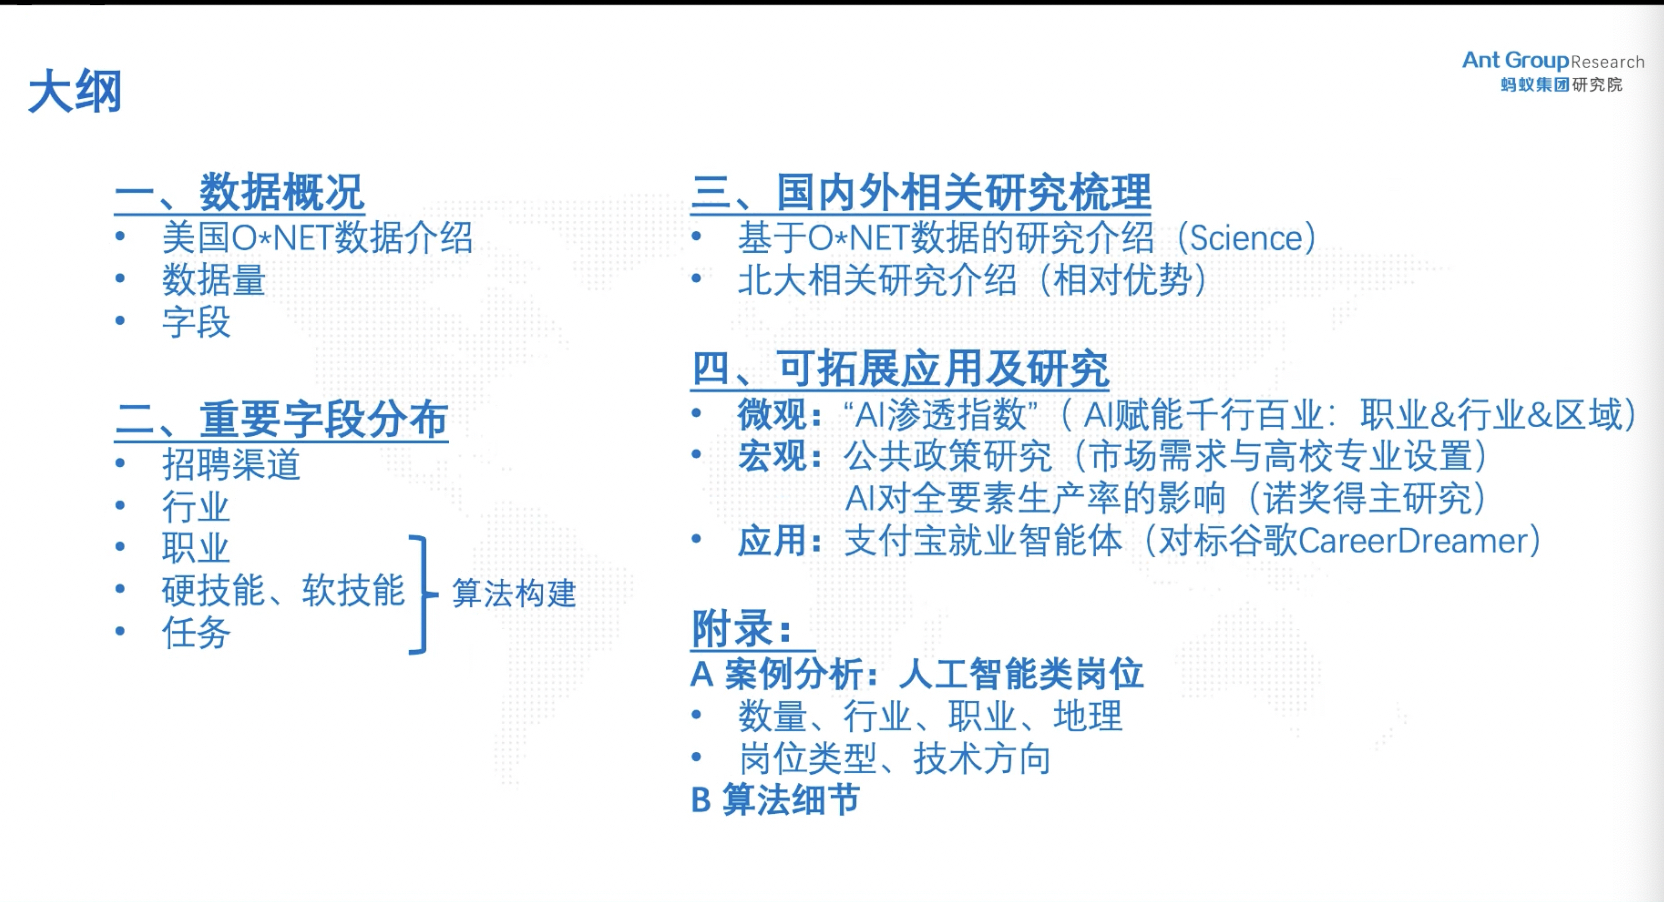 大纲
Ant Group Research
蚂蚁集团研究院
一、数据概况
• 美国O*NET数据介绍
• 数据量
• 字段
二、重要字段分布
• 招聘渠道
• 行业
• 职业
• 硬技能、软技能
• 任务
算法构建
三、国内外相关研究梳理
• 基于O*NET数据的研究介绍（Science）
• 北大相关研究介绍（相对优势）
四、可拓展应用及研究
• 微观：“AI渗透指数”（ AI赋能千行百业：职业&行业&区域）
• 宏观：公共政策研究（市场需求与高校专业设置）
AI对全要素生产率的影响（诺奖得主研究）
• 应用：支付宝就业智能体（对标谷歌CareerDreamer）
附录：
A 案例分析：人工智能类岗位
• 数量、行业、职业、地理
• 岗位类型、技术方向
B 算法细节